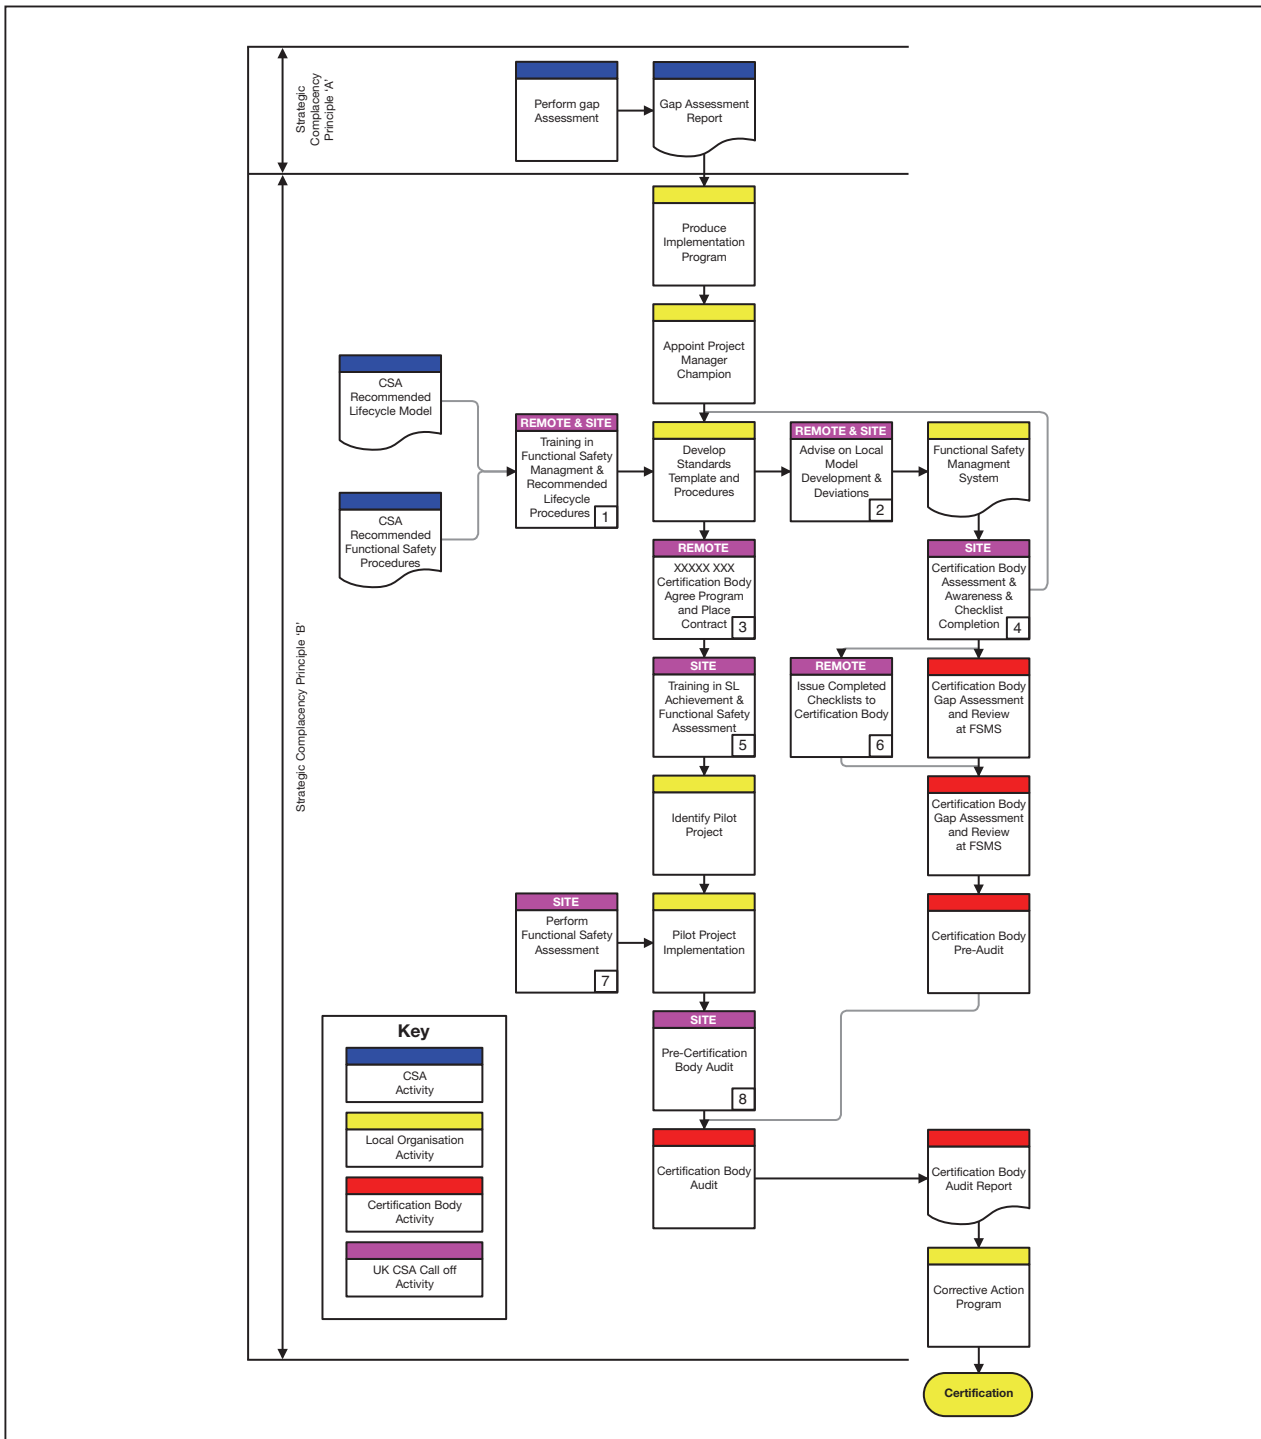 Strategic
Complacency
Principle 'A'
Perform gap
Assessment
Gap Assessment
Report
Strategic Complacency Principle 'B'
Produce
Implementation
Program
Appoint Project
Manager
Champion
CSA
Recommended
Lifecycle Model
CSA
Recommended
Functional Safety
Procedures
REMOTE & SITE
Training in
Functional Safety
Managment &
Recommended
Lifecycle
Procedures
1
Develop
Standards
Template and
Procedures
REMOTE & SITE
Advise on Local
Model
Development &
Deviations
2
Functional Safety
Managment
System
REMOTE
XXXXX XXX
Certification Body
Agree Program
and Place
Contract
3
SITE
Certification Body
Assessment &
Awareness &
Checklist
Completion
4
SITE
Training in SL
Achievement &
Functional Safety
Assessment
5
REMOTE
Issue Completed
Checklists to
Certification Body
6
Certification Body
Gap Assessment
and Review
at FSMS
Identify Pilot
Project
Certification Body
Gap Assessment
and Review
at FSMS
SITE
Perform
Functional Safety
Assessment
7
Pilot Project
Implementation
Certification Body
Pre-Audit
SITE
Pre-Certification
Body Audit
8
Certification Body
Audit
Certification Body
Audit Report
Corrective Action
Program
Certification
Key
CSA
Activity
Local Organisation
Activity
Certification Body
Activity
UK CSA Call off
Activity